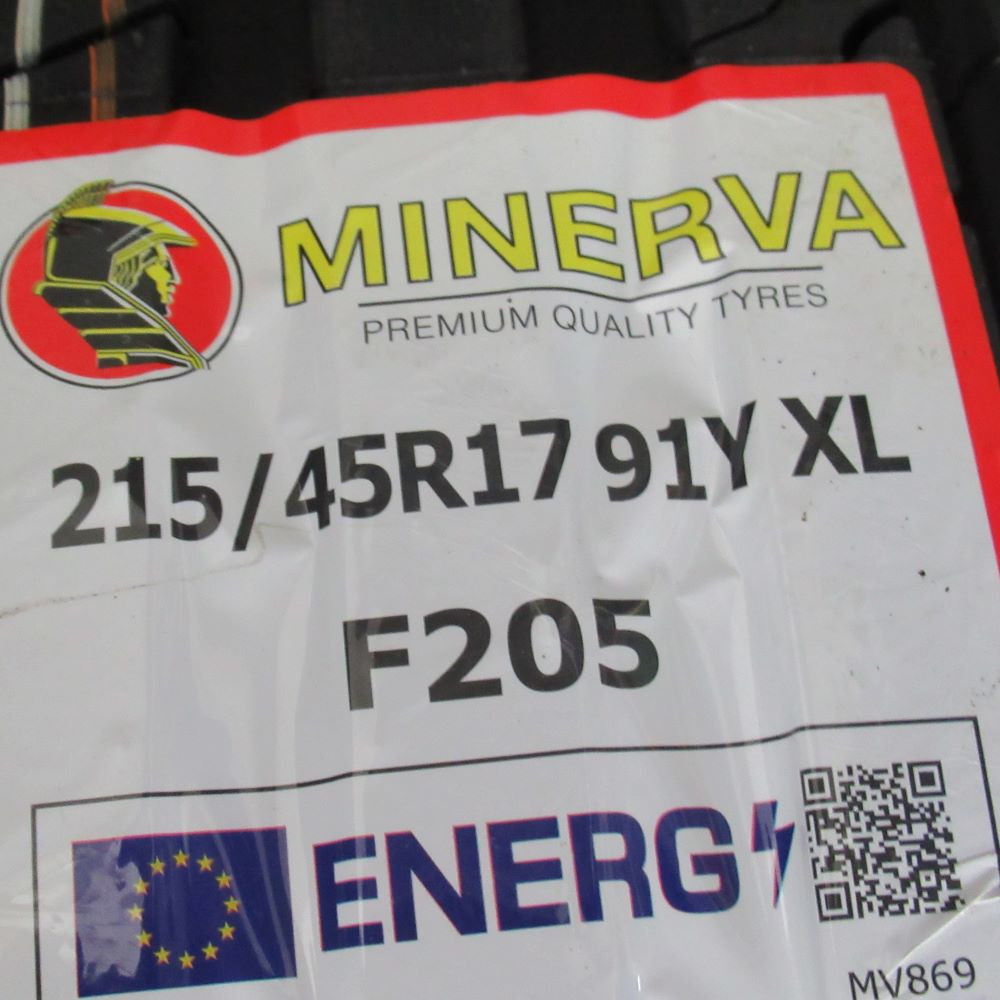 MINERVA
PREMIUM QUALITY TYRES
215/45R17 91Y XL
F205
ENERG
MV869